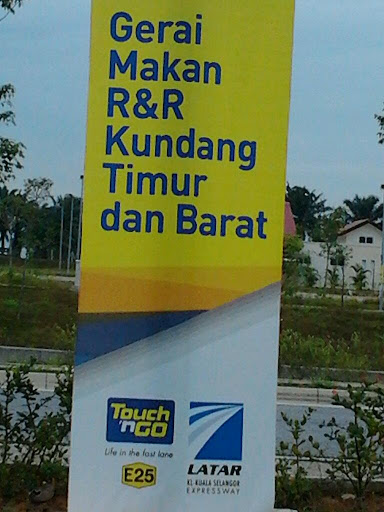 Gerai
Makan
R&R
Kundang
Timur
dan Barat
Touch
'n GO
Life in the fast lane
E25
LATAR
KL-KUALA SELANGOR
EXPRESSWAY